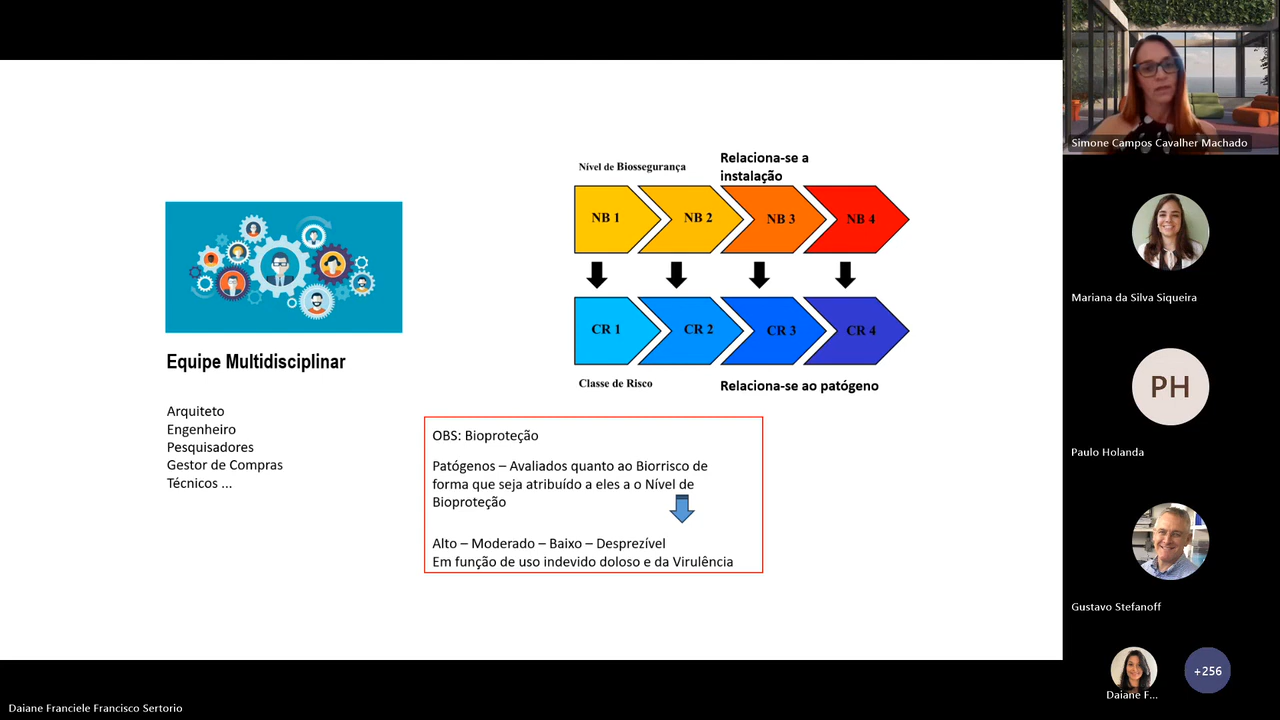 Nível de Biossegurança
Relaciona-se a
instalação
NB 1
NB 2
NB 3
NB 4
CR 1
CR 2
CR 3
CR 4
Classe de Risco
Relaciona-se ao patógeno
Equipe Multidisciplinar
Arquiteto
Engenheiro
Pesquisadores
Gestor de Compras
Técnicos ...
OBS: Bioproteção
Patógenos – Avaliados quanto ao Biorrisco de
forma que seja atribuído a eles a o Nível de
Bioproteção
Alto – Moderado – Baixo – Desprezível
Em função de uso indevido doloso e da Virulência
Simone Campos Cavalher Machado
Mariana da Silva Siqueira
PH
Paulo Holanda
Gustavo Stefanoff
Daiane F...
+256
Daiane Franciele Francisco Sertorio